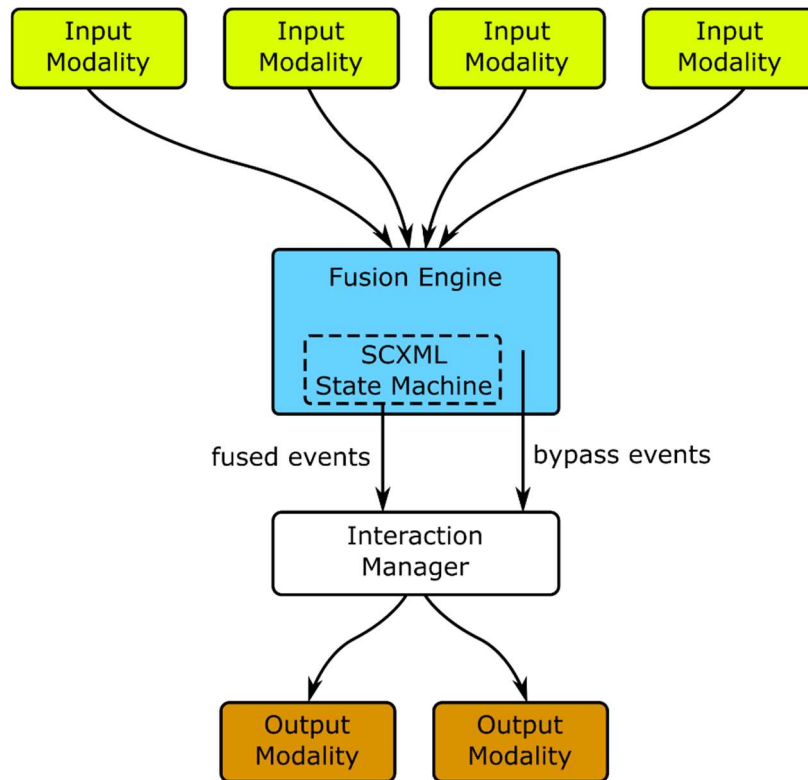 Input
Modality
Input
Modality
Input
Modality
Input
Modality
Fusion Engine
SCXML
State Machine
fused events
bypass events
Interaction
Manager
Output
Modality
Output
Modality